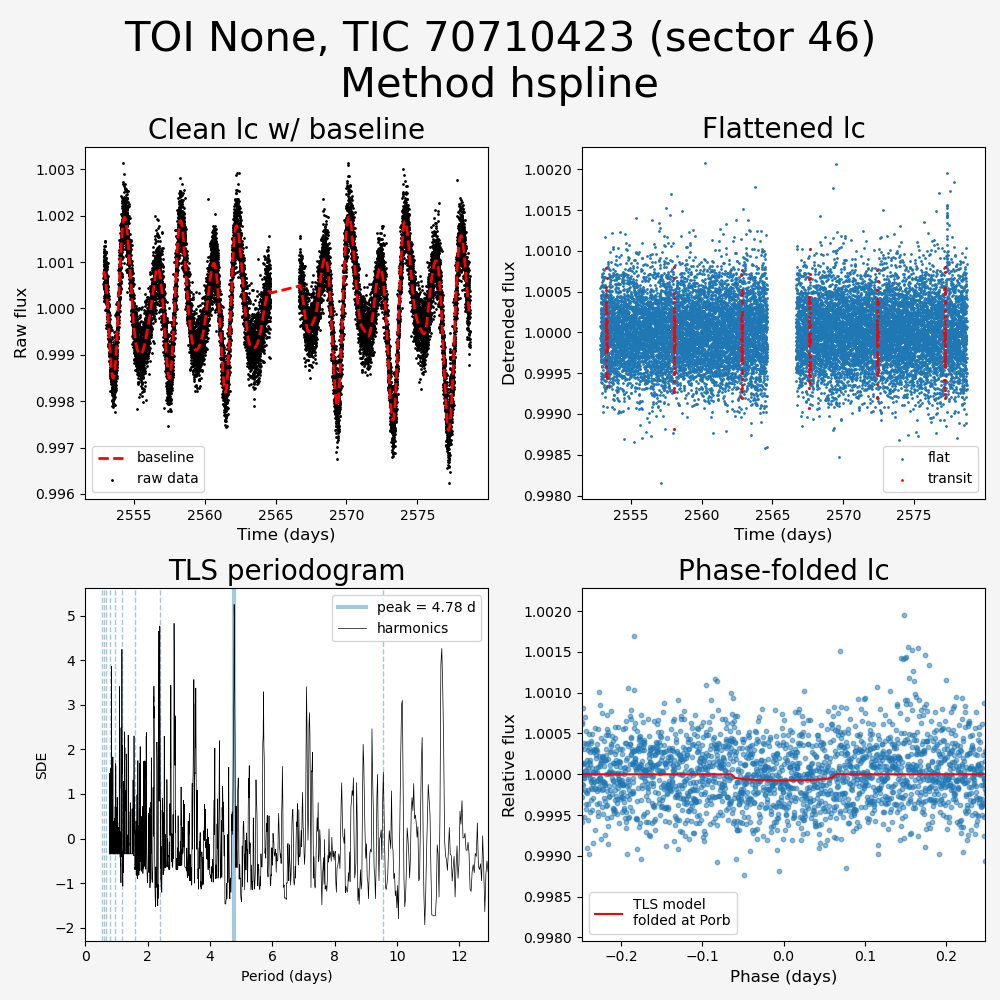 TOI None, TIC 70710423 (sector 46)
Method hspline
Clean lc w/ baseline
Raw flux
1.003
1.002
1.001
1.000
0.999
0.998
0.997
0.996
baseline
raw data
2555
2560
2565
2570
2575
Time (days)
Flattened lc
Detrended flux
1.0020
1.0015
1.0010
1.0005
1.0000
0.9995
0.9990
0.9985
0.9980
flat
transit
2555
2560
2565
2570
2575
Time (days)
TLS periodogram
SDE
5
4
3
2
1
0
−1
−2
peak = 4.78 d
harmonics
0
2
4
6
8
10
12
Period (days)
Phase-folded lc
Relative flux
1.0020
1.0015
1.0010
1.0005
1.0000
0.9995
0.9990
0.9985
0.9980
TLS model
folded at Porb
−0.2
−0.1
0.0
0.1
0.2
Phase (days)